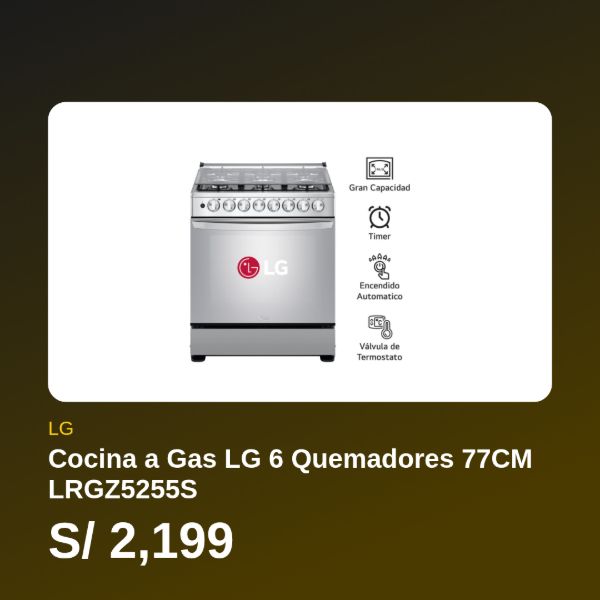 Gran Capacidad
Timer
Encendido
Automatico
Válvula de
Termostato
LG
LG
Cocina a Gas LG 6 Quemadores 77CM
LRGZ5255S
S/ 2,199